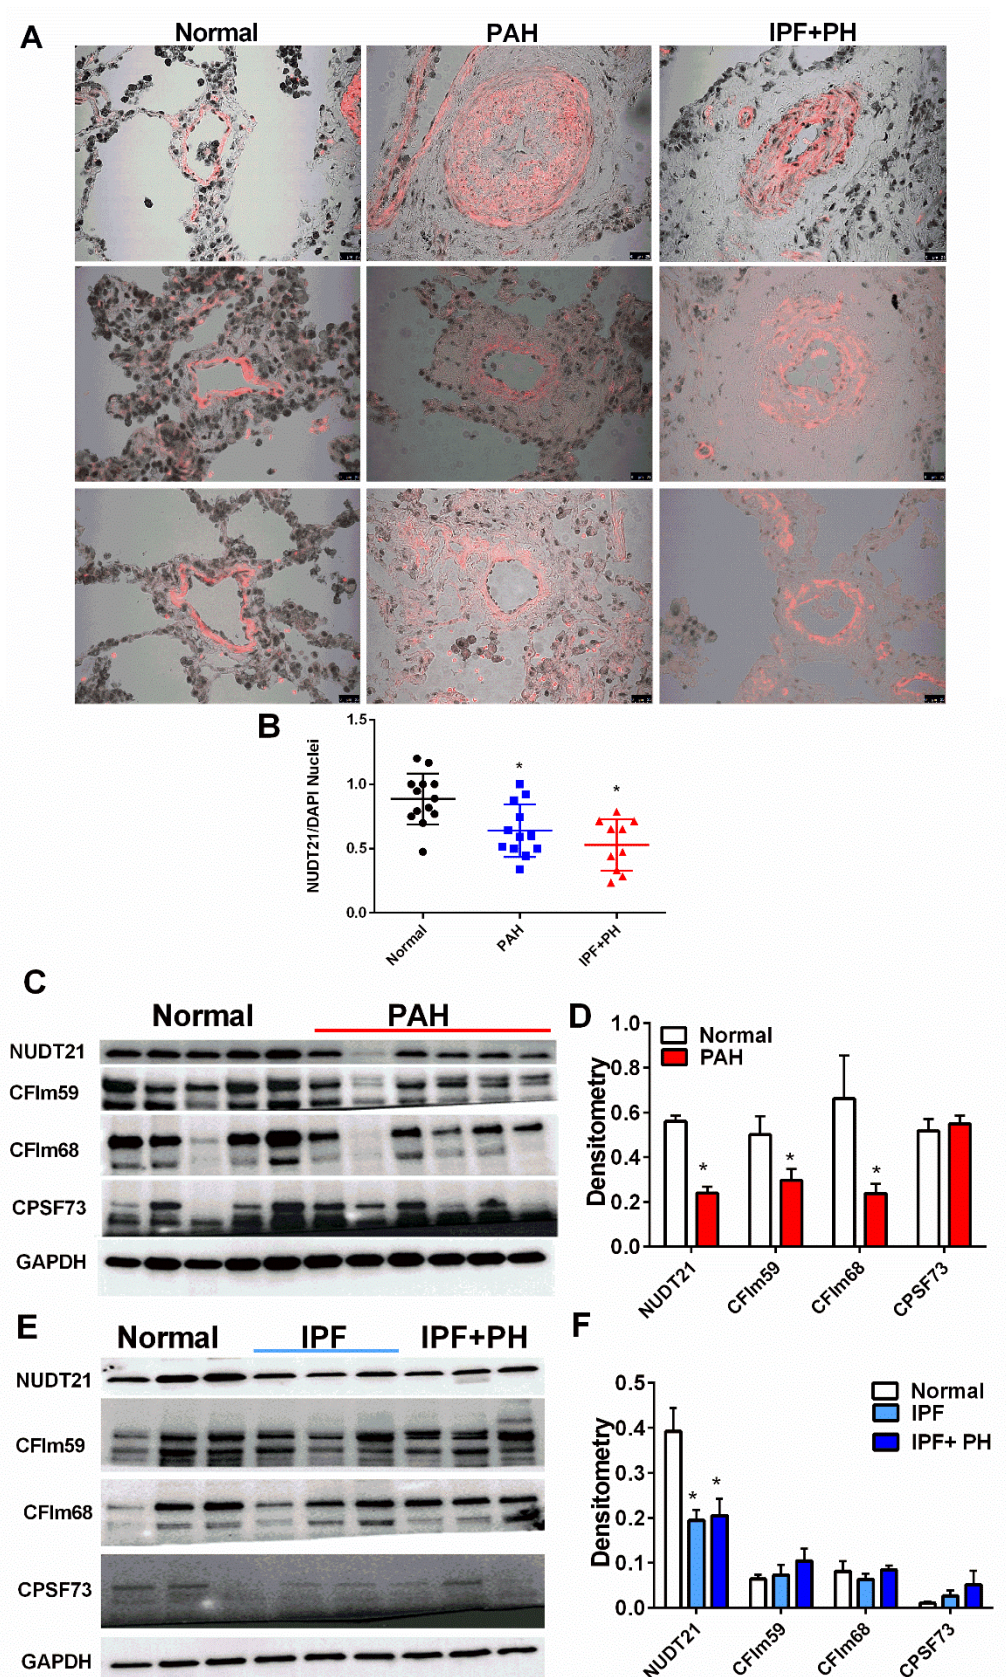 A
Normal
PAH
IPF+PH
B
NUDT21/DAPI Nuclei
1.5
1.0
0.5
0.0
*
*
Normal
PAH
IPF+PH
C
Normal
PAH
NUDT21
CFIm59
CFIm68
CPSF73
GAPDH
D
Densitometry
1.0
0.8
0.6
0.4
0.2
0.0
Normal
PAH
*
*
*
NUDT21
CFIm59
CFIm68
CPSF73
E
Normal
IPF
IPF+PH
NUDT21
CFIm59
CFIm68
CPSF73
GAPDH
F
Densitometry
0.5
0.4
0.3
0.2
0.1
0.0
Normal
IPF
IPF+ PH
*
*
NUDT21
CFIm59
CFIm68
CPSF73